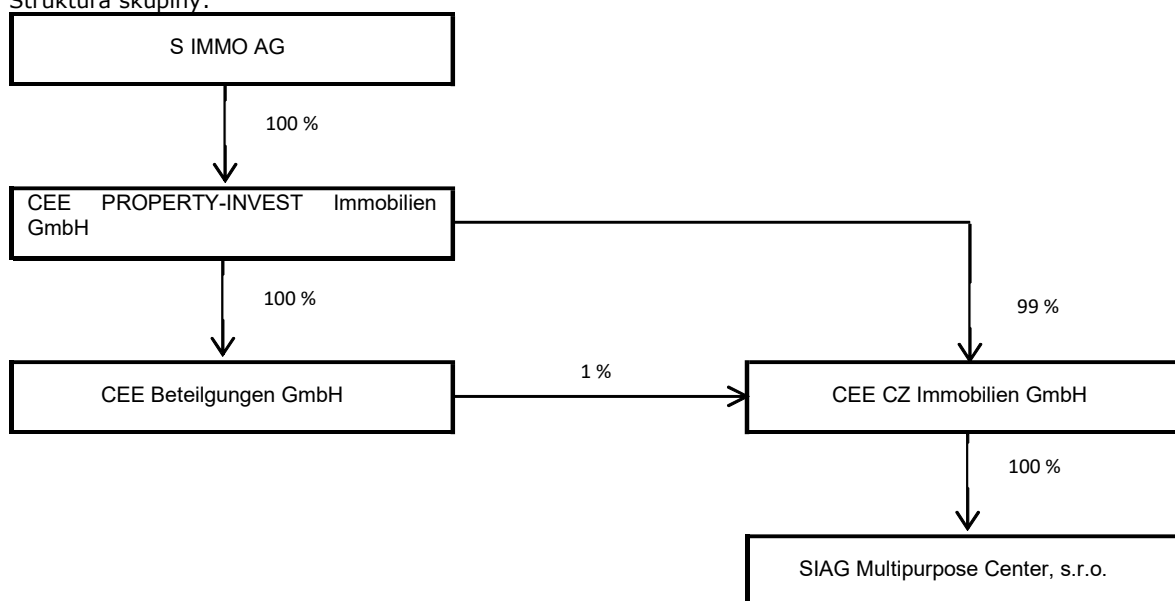 Struktura skupiny:
S IMMO AG
100 %
CEE PROPERTY-INVEST Immobilien
GmbH
100 %
99 %
CEE Beteilgungen GmbH
1 %
CEE CZ Immobilien GmbH
100 %
SIAG Multipurpose Center, s.r.o.